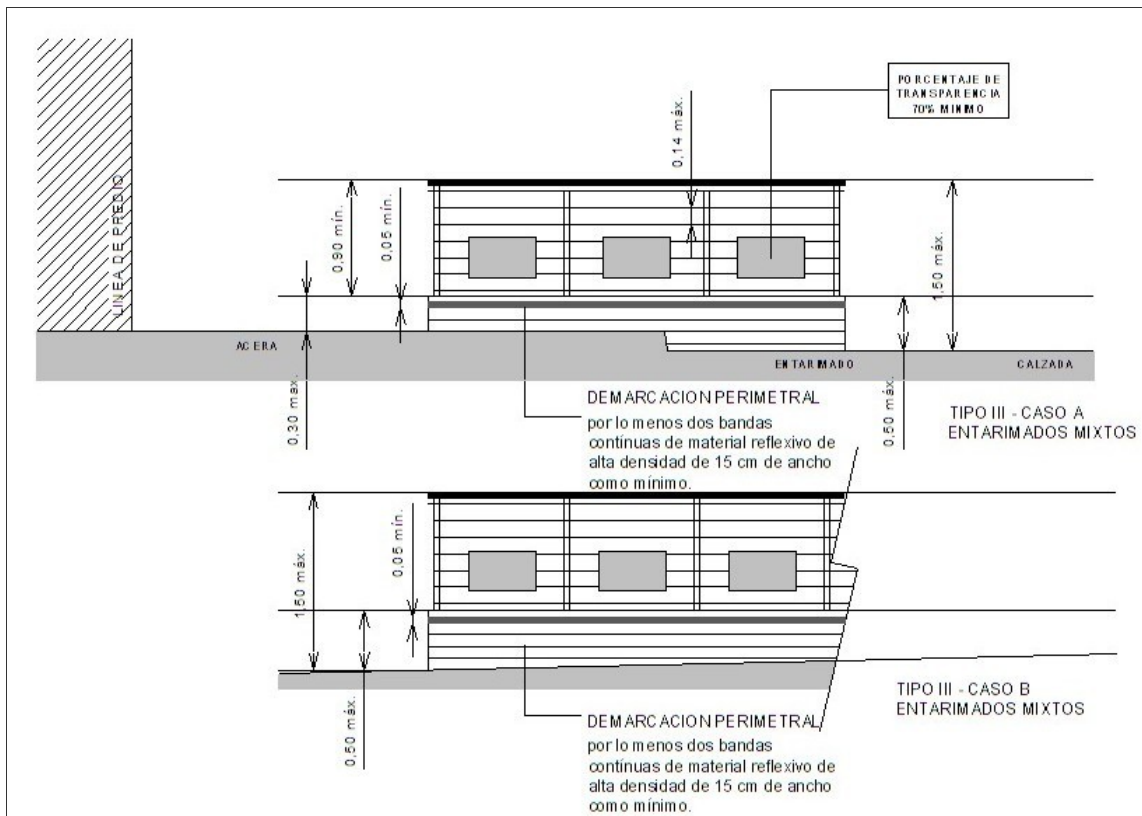 PORCENTAJE DE
TRANSPARENCIA
70% MINIMO
0,14 máx.
LINEA DE PREDIO
0,90 mín.
0,05 mín.
1,50 máx.
ACERA
ENTARIMADO
CALZADA
0,30 máx.
DEMARCACION PERIMETRAL
por lo menos dos bandas
contínuas de material reflexivo de
alta densidad de 15 cm de ancho
como mínimo.
0,50 máx.
TIPO III - CASO A
ENTARIMADOS MIXTOS
1,50 máx.
0,05 mín.
0,50 máx.
TIPO III - CASO B
ENTARIMADOS MIXTOS
DEMARCACION PERIMETRAL
por lo menos dos bandas
contínuas de material reflexivo de
alta densidad de 15 cm de ancho
como mínimo.